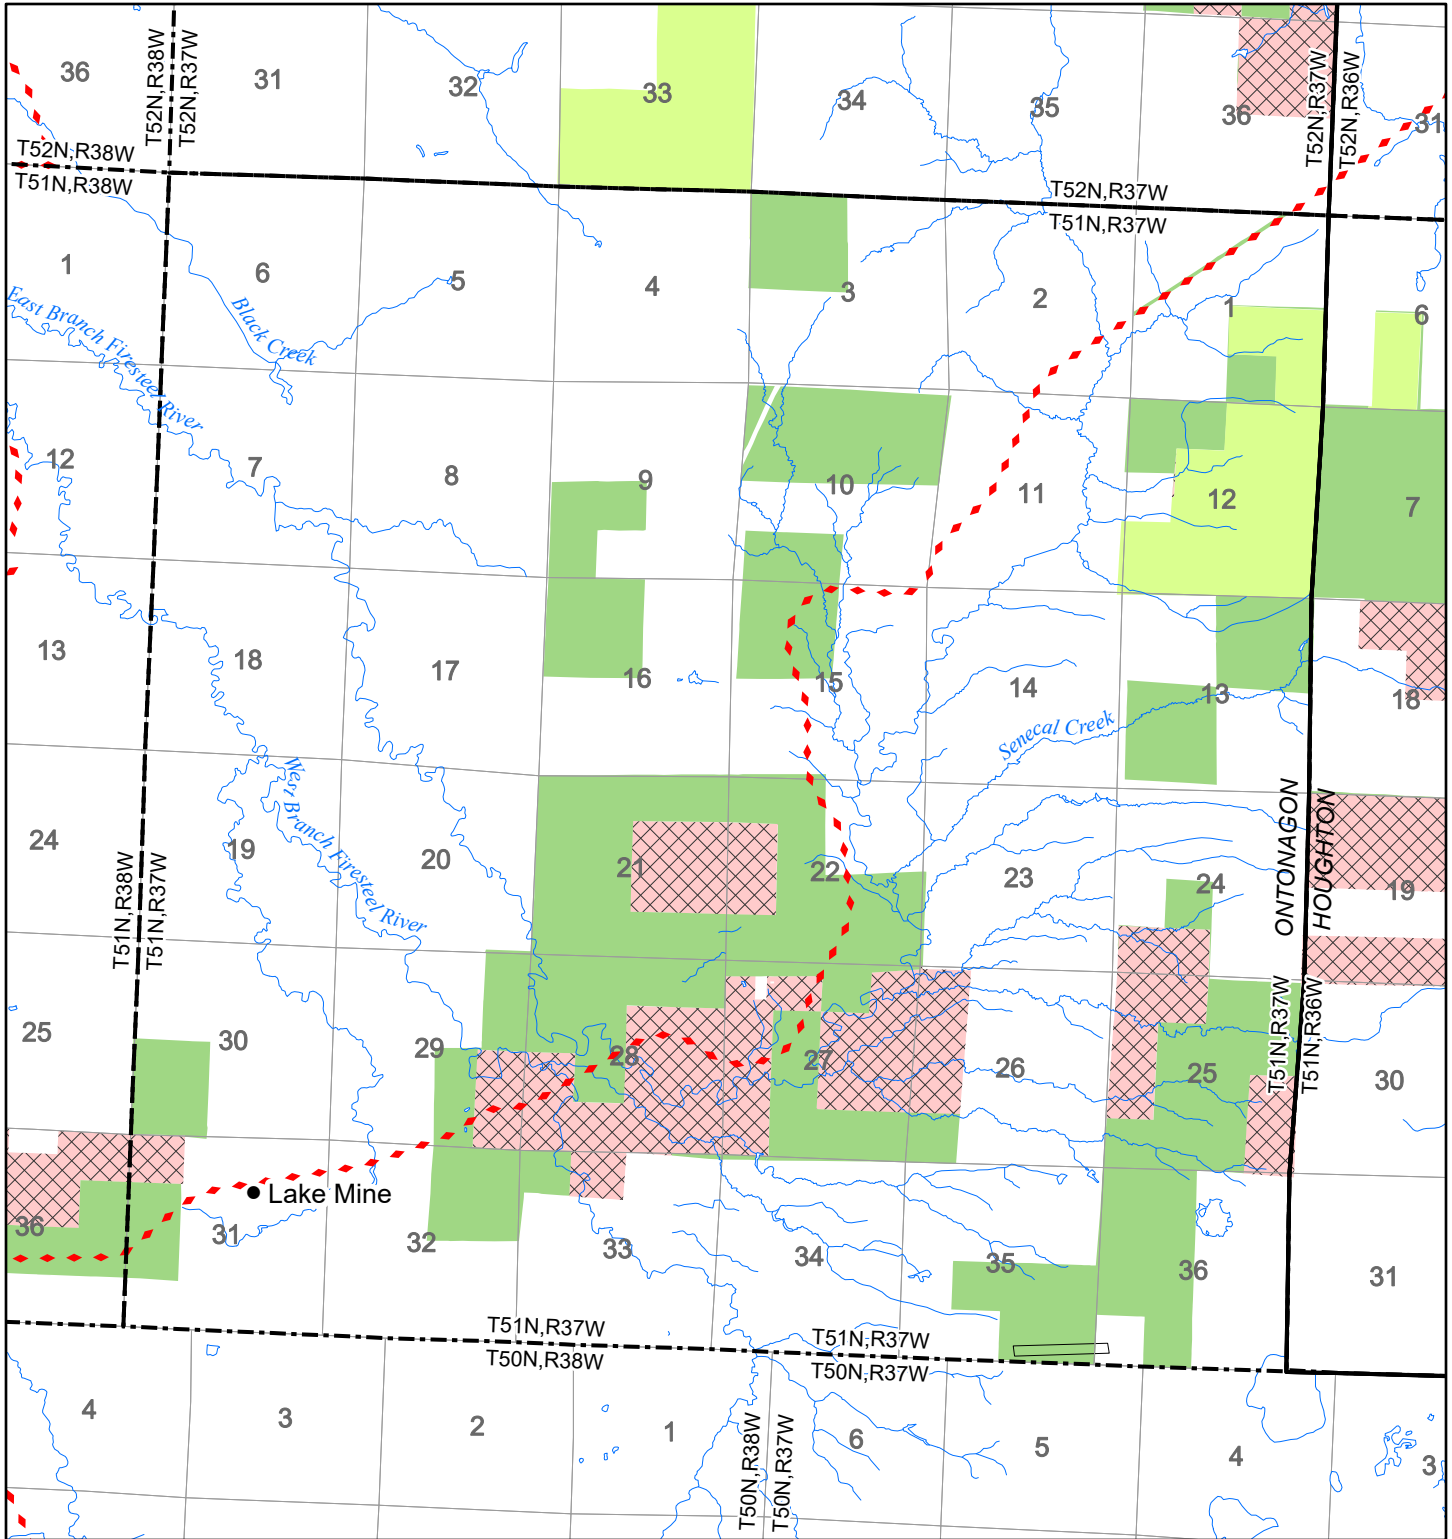 36
31
32
33
34
35
36
31
T52N,R38W
T52N,R37W
T52N,R37W
T52N,R36W
T52N,R38W
T51N,R38W
T52N,R37W
T51N,R37W
1
6
5
4
3
2
1
6
East Branch Firesteel River
Black Creek
12
7
8
9
10
11
12
7
13
18
17
16
15
14
13
18
Senecal Creek
West Branch Firesteel River
24
19
20
21
22
23
24
19
ONTONAGON
HOUGHTON
T51N,R38W
T51N,R37W
T51N,R37W
T51N,R36W
25
30
29
28
27
26
25
30
Lake Mine
36
31
32
33
34
35
36
31
T51N,R37W
T50N,R38W
T51N,R37W
T50N,R37W
4
3
2
1
6
5
4
3
T50N,R38W
T50N,R37W